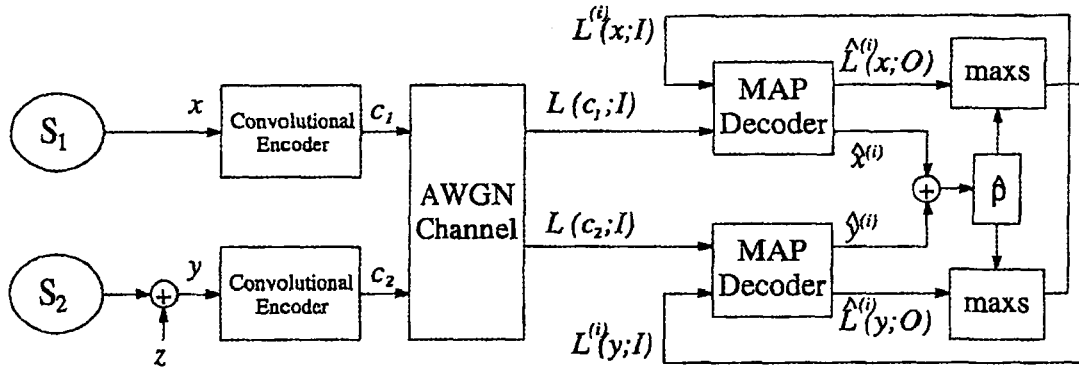 S₁
x
Convolutional
Encoder
c₁
AWGN
Channel
L (c₁;I)
L⁽ⁱ⁾(x;I)
MAP
Decoder
L̂⁽ⁱ⁾(x;O)
x̂⁽ⁱ⁾
maxs
+
p̂
S₂
+
z
y
Convolutional
Encoder
c₂
L (c₂;I)
L⁽ⁱ⁾(y;I)
MAP
Decoder
ŷ⁽ⁱ⁾
L̂⁽ⁱ⁾(y;O)
maxs